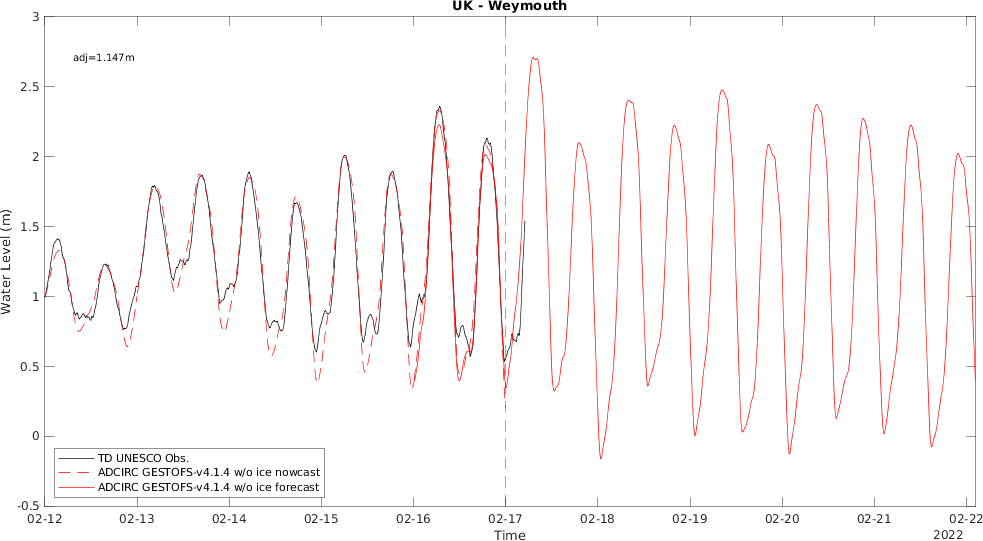 UK - Weymouth
3
adj=1.147m
2.5
2
1.5
1
0.5
0
-0.5
Water Level (m)
TD UNESCO Obs.
ADCIRC GESTOFS-v4.1.4 w/o ice nowcast
ADCIRC GESTOFS-v4.1.4 w/o ice forecast
02-12 02-13 02-14 02-15 02-16 02-17 02-18 02-19 02-20 02-21 02-22
Time
2022